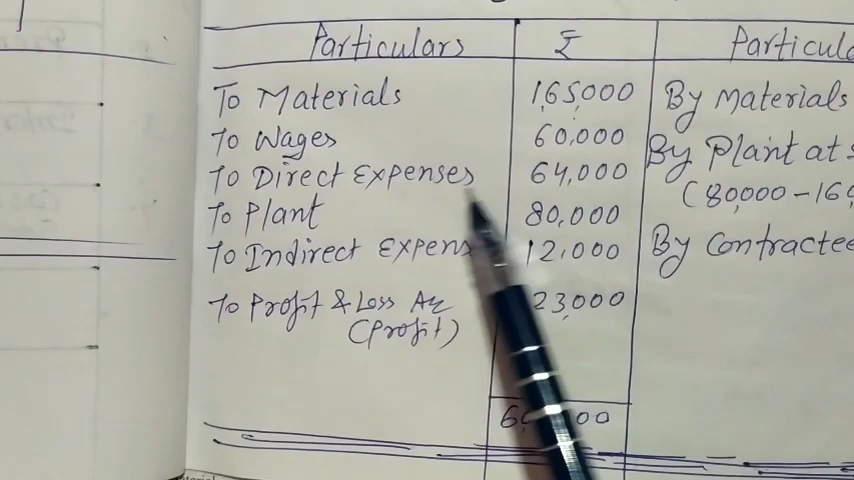 Particulars ₹ Particula
To Materials 1,65,000 By Materials
To Wages 60,000
To Direct Expenses 64,000 By Plant at
To Plant 80,000 (80,000 -
To Indirect Expens 12,000 By Contractee
To Profit & Loss A/c 23,000
(Profit)